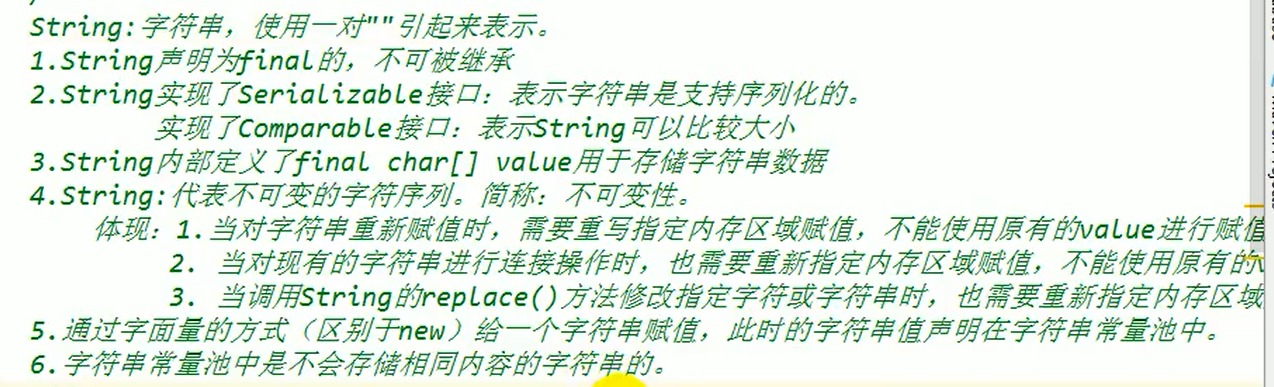 String:字符串，使用一对""引起来表示。
1.String声明为final的，不可被继承
2.String实现了Serializable接口：表示字符串是支持序列化的。
实现了Comparable接口：表示String可以比较大小
3.String内部定义了final char[] value用于存储字符串数据
4.String:代表不可变的字符序列。简称：不可变性。
体现：1.当对字符串重新赋值时，需要重写指定内存区域赋值，不能使用原有的value进行赋值
2. 当对现有的字符串进行连接操作时，也需要重新指定内存区域赋值，不能使用原有的v
3. 当调用String的replace()方法修改指定字符或字符串时，也需要重新指定内存区域
5.通过字面量的方式（区别于new）给一个字符串赋值，此时的字符串值声明在字符串常量池中。
6.字符串常量池中是不会存储相同内容的字符串的。